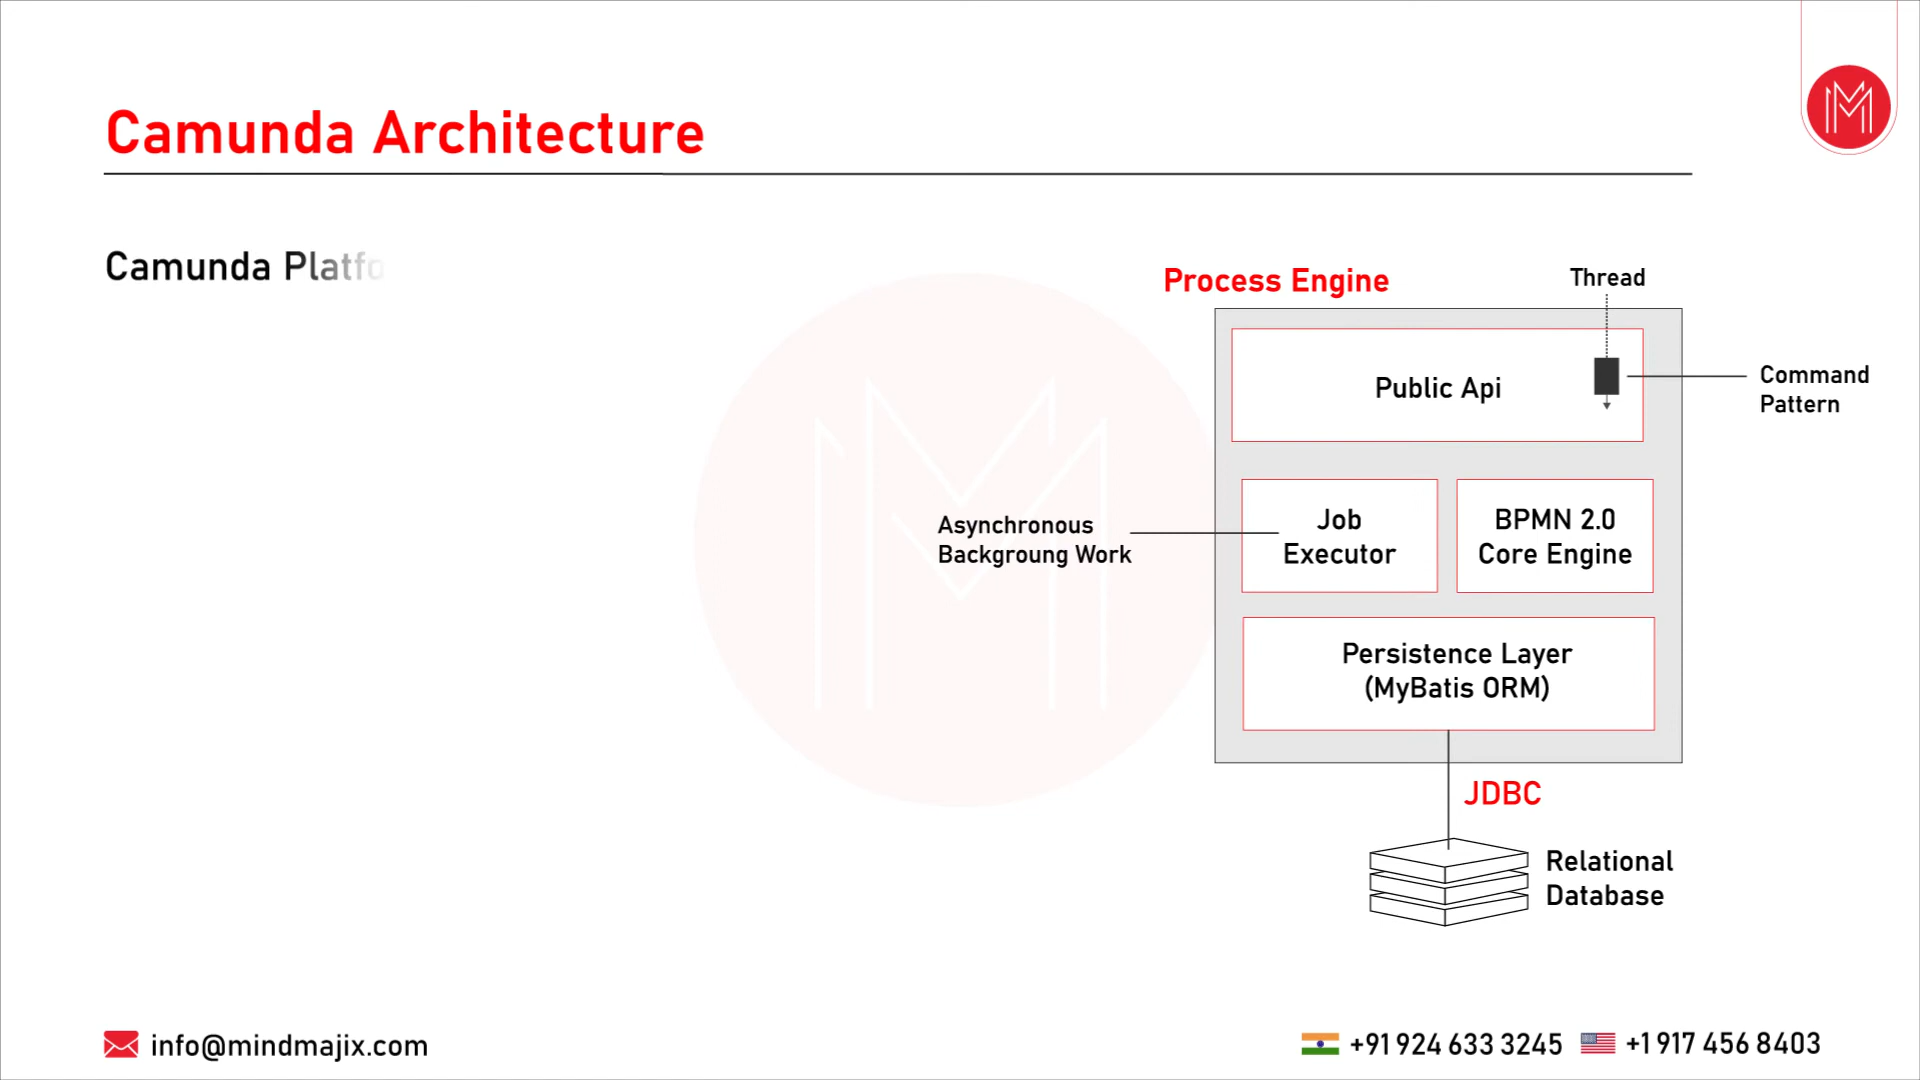 Camunda Architecture
Camunda Platfo
Process Engine
Thread
Public Api
Command
Pattern
Asynchronous
Backgroung Work
Job
Executor
BPMN 2.0
Core Engine
Persistence Layer
(MyBatis ORM)
JDBC
Relational
Database
info@mindmajix.com
+91 924 633 3245
+1 917 456 8403